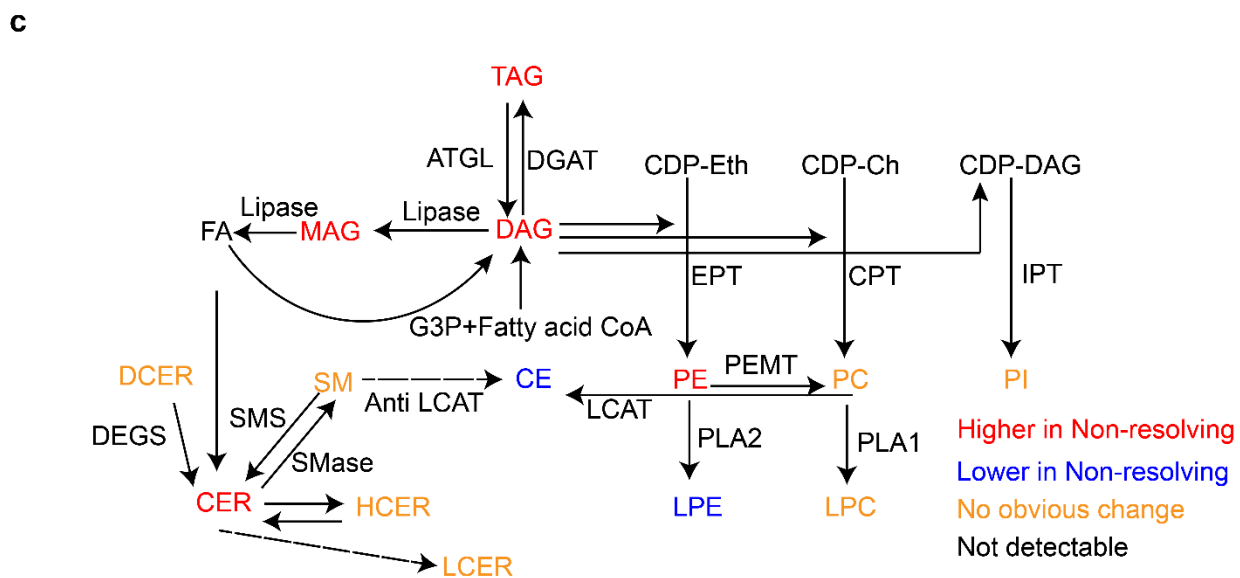 c
TAG
ATGL
DGAT
CDP-Eth
CDP-Ch
CDP-DAG
Lipase
Lipase
FA
MAG
DAG
EPT
CPT
IPT
G3P+Fatty acid CoA
DCER
SM
CE
PE
PEMT
PC
PI
Anti LCAT
LCAT
DEGS
SMS
SMase
PLA2
PLA1
CER
HCER
LPE
LPC
LCER
Higher in Non-resolving
Lower in Non-resolving
No obvious change
Not detectable